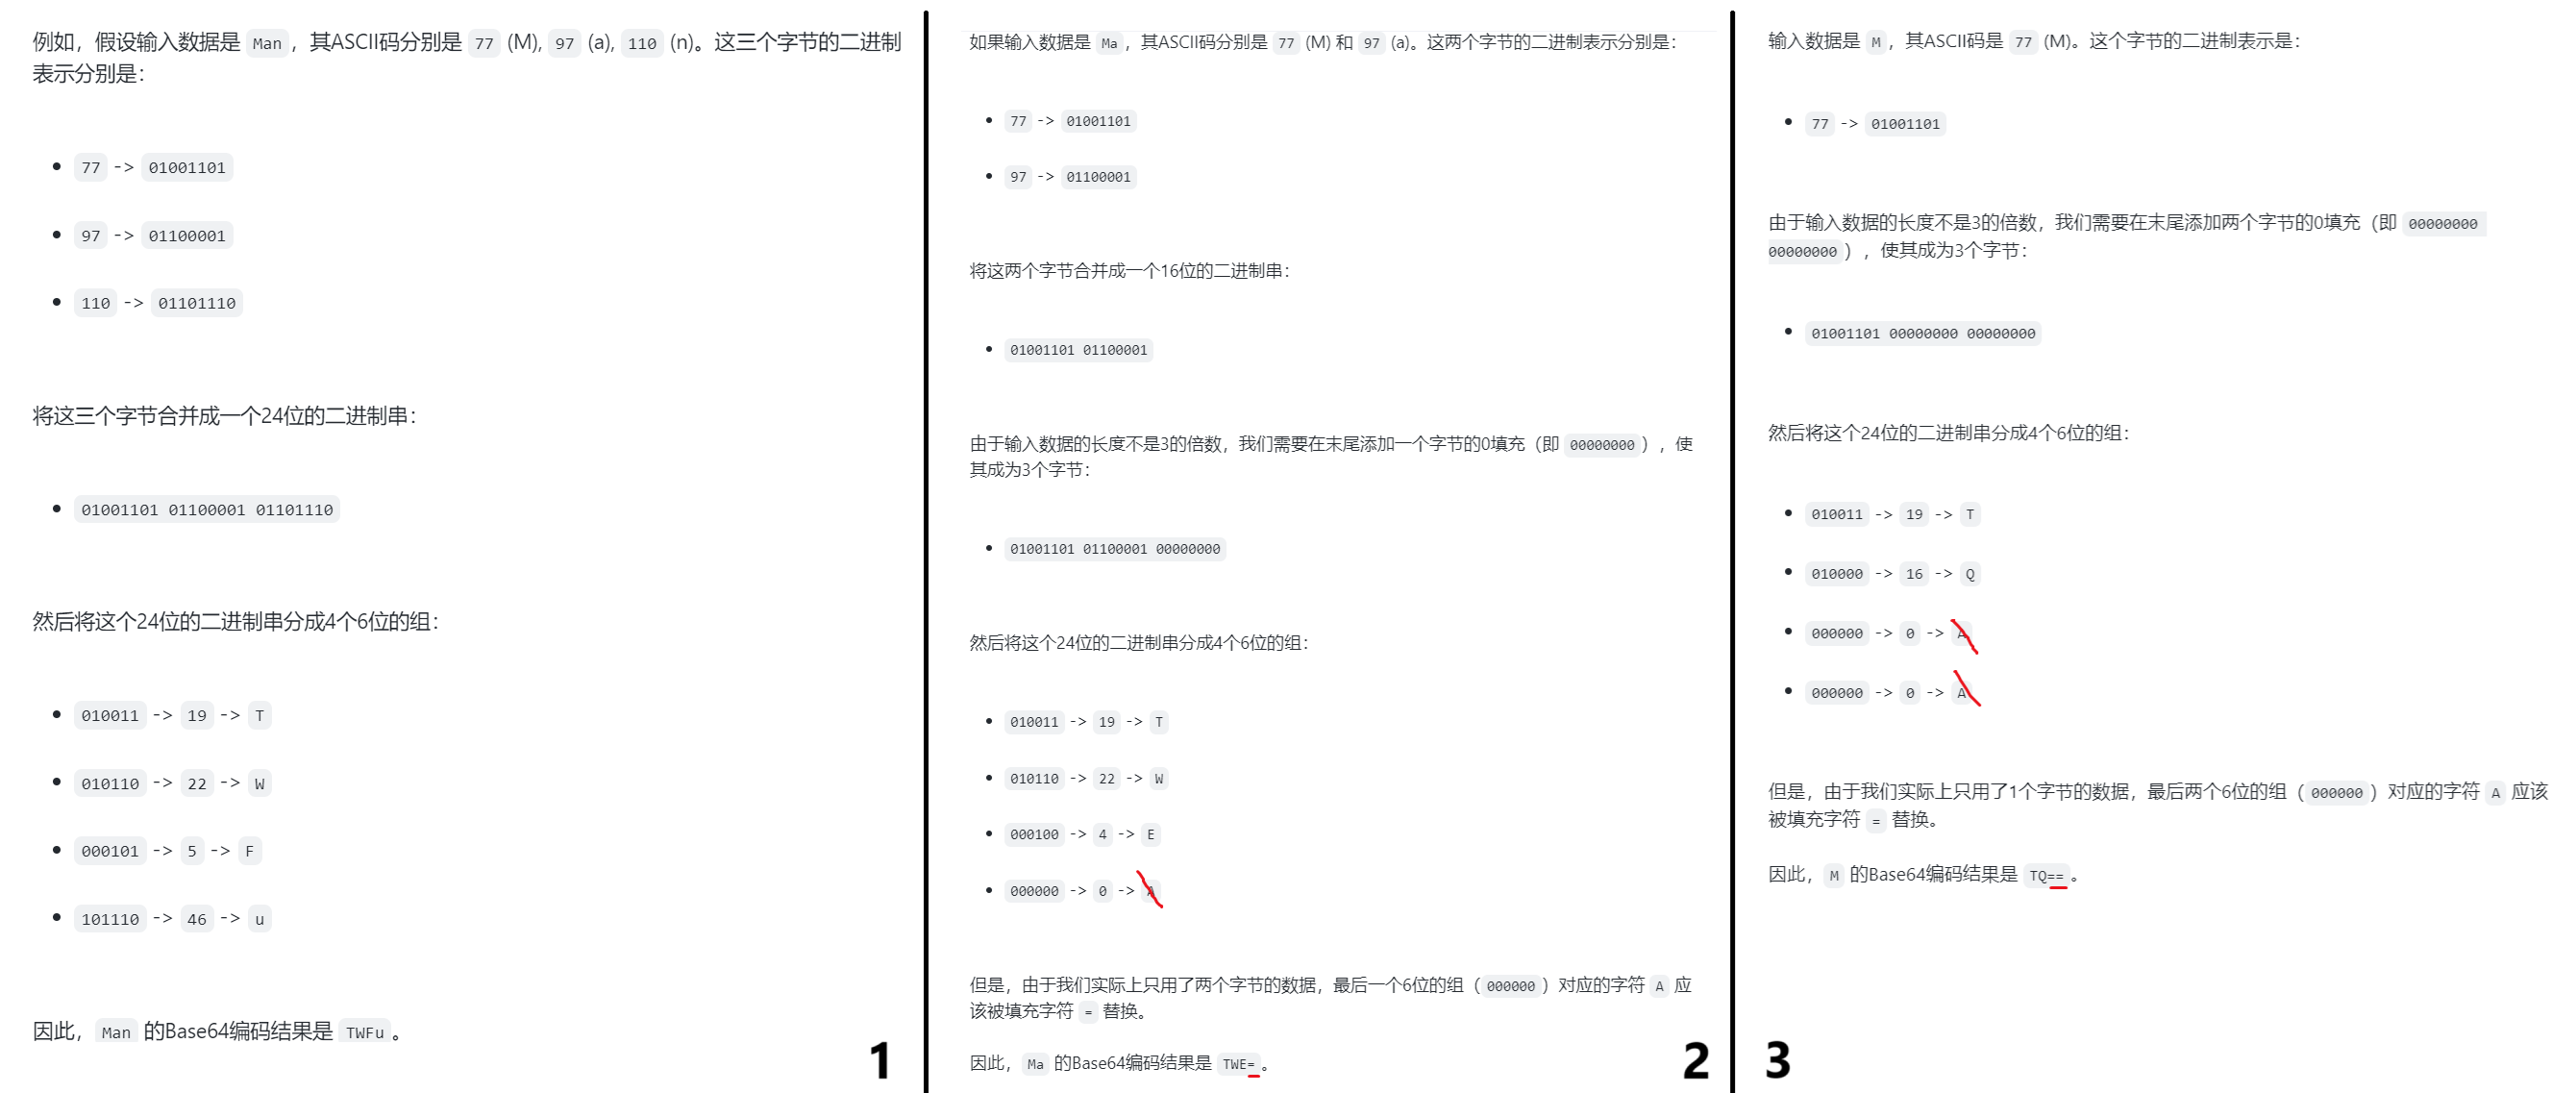 例如，假设输入数据是 Man ，其ASCII码分别是 77 (M), 97 (a), 110 (n)。这三个字节的二进制
表示分别是：
• 77 -> 01001101
• 97 -> 01100001
• 110 -> 01101110
将这三个字节合并成一个24位的二进制串：
• 01001101 01100001 01101110
然后将这个24位的二进制串分成4个6位的组：
• 010011 -> 19 -> T
• 010110 -> 22 -> W
• 000101 -> 5 -> F
• 101110 -> 46 -> u
因此， Man 的Base64编码结果是 TWFu 。
1
如果输入数据是 Ma ，其ASCII码分别是 77 (M) 和 97 (a)。这两个字节的二进制表示分别是：
• 77 -> 01001101
• 97 -> 01100001
将这两个字节合并成一个16位的二进制串：
• 01001101 01100001
由于输入数据的长度不是3的倍数，我们需要在末尾添加一个字节的0填充（即 00000000 ），使
其成为3个字节：
• 01001101 01100001 00000000
然后将这个24位的二进制串分成4个6位的组：
• 010011 -> 19 -> T
• 010110 -> 22 -> W
• 000100 -> 4 -> E
• 000000 -> 0 -> A
但是，由于我们实际上只用了两个字节的数据，最后一个6位的组（ 000000 ）对应的字符 A 应
该被填充字符 = 替换。
因此， Ma 的Base64编码结果是 TWE= 。
2
输入数据是 M ，其ASCII码是 77 (M)。这个字节的二进制表示是：
• 77 -> 01001101
由于输入数据的长度不是3的倍数，我们需要在末尾添加两个字节的0填充（即 00000000
00000000 ），使其成为3个字节：
• 01001101 00000000 00000000
然后将这个24位的二进制串分成4个6位的组：
• 010011 -> 19 -> T
• 010000 -> 16 -> Q
• 000000 -> 0 -> A
• 000000 -> 0 -> A
但是，由于我们实际上只用了1个字节的数据，最后两个6位的组（ 000000 ）对应的字符 A 应该
被填充字符 = 替换。
因此， M 的Base64编码结果是 TQ== 。
3